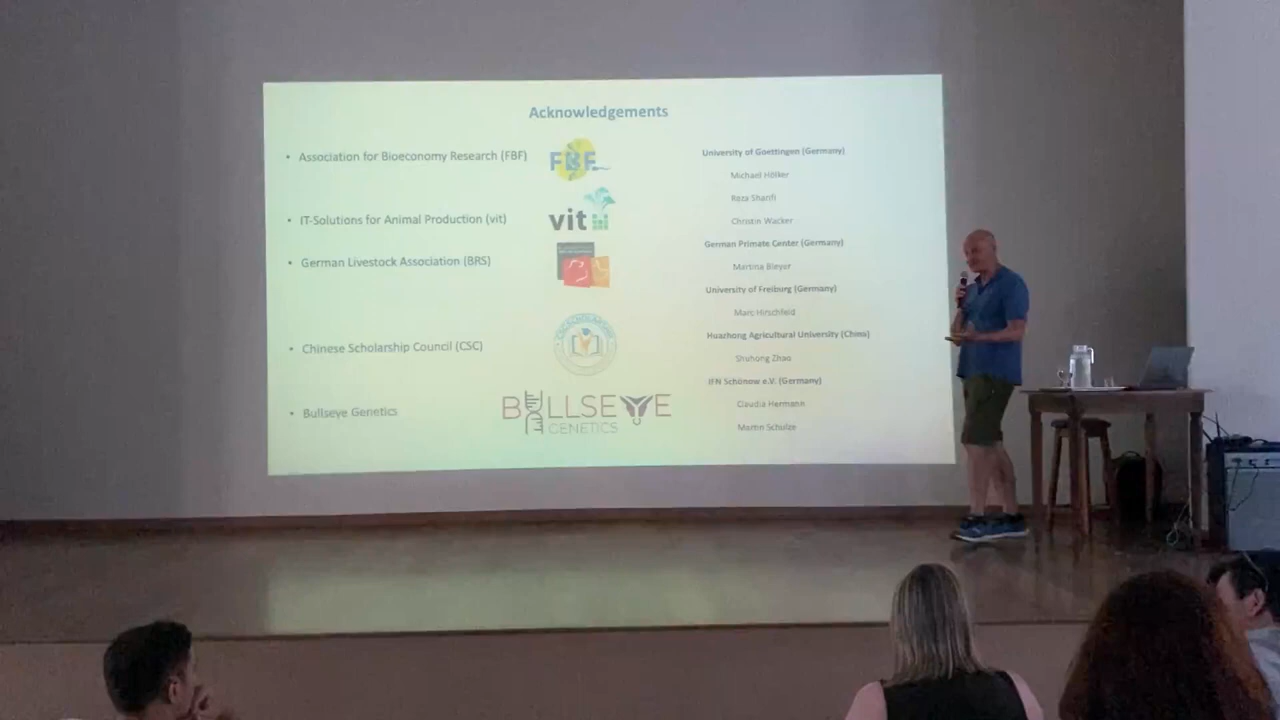 Acknowledgements
• Association for Bioeconomy Research (FBF)
FBF
• IT-Solutions for Animal Production (vit)
vit
• German Livestock Association (BRS)
• Chinese Scholarship Council (CSC)
• Bullseye Genetics
BULLSEYE
GENETICS
University of Goettingen (Germany)
Michael Hölker
Reza Sharifi
Christin Wacker
German Primate Center (Germany)
Martina Bleyer
University of Freiburg (Germany)
Marc Hirschfeld
Huazhong Agricultural University (China)
Shuhong Zhao
IFN Schönow e.V. (Germany)
Claudia Hermann
Martin Schulze